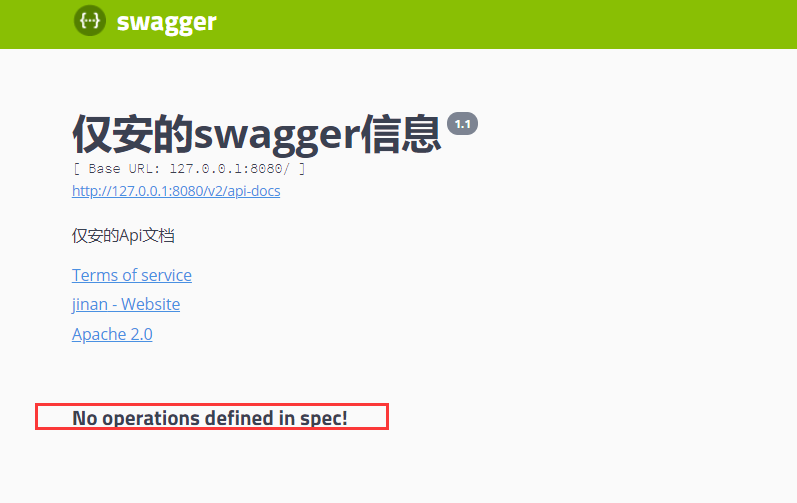 {···} swagger
仅安的swagger信息 1.1
[ Base URL: 127.0.0.1:8080/ ]
http://127.0.0.1:8080/v2/api-docs
仅安的Api文档
Terms of service
jinan - Website
Apache 2.0
No operations defined in spec!